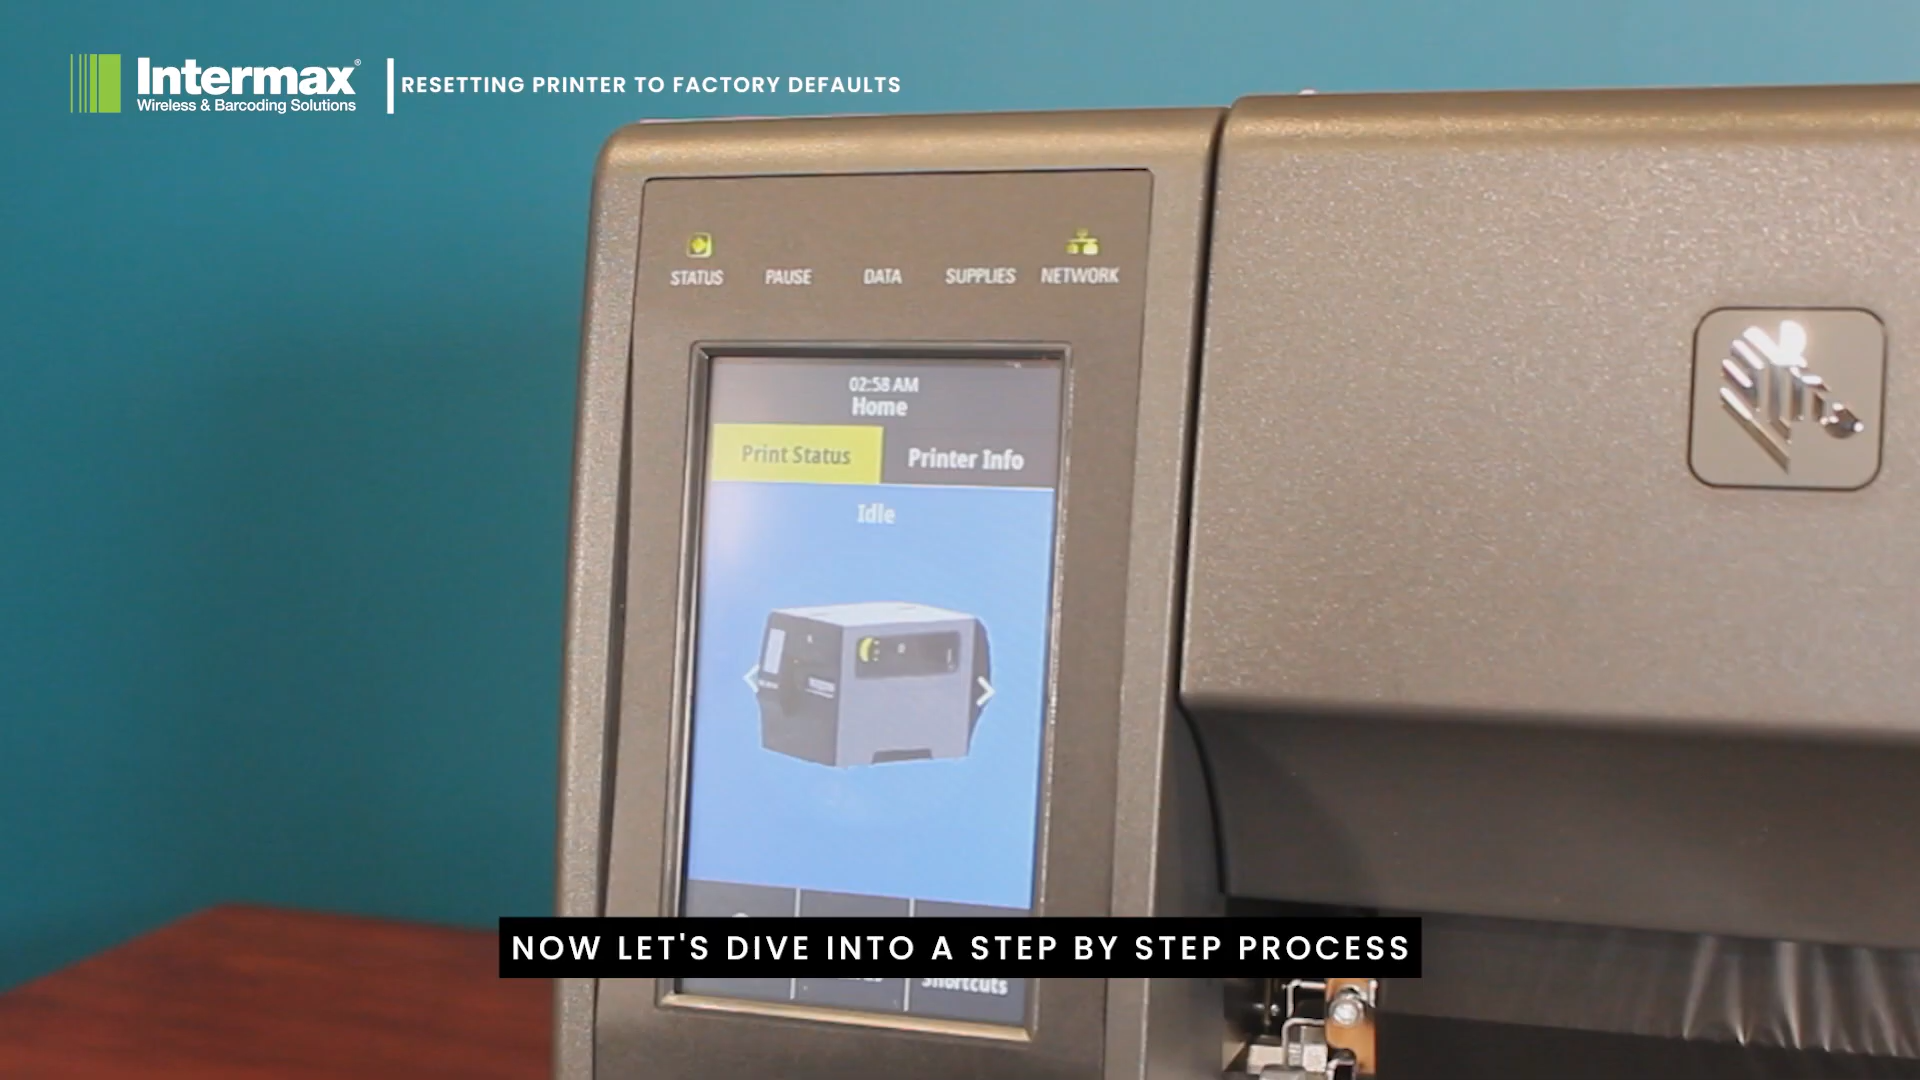 Intermax®
Wireless & Barcoding Solutions
RESETTING PRINTER TO FACTORY DEFAULTS
STATUS PAUSE DATA SUPPLIES NETWORK
02:58 AM
Home
Print Status Printer Info
Idle
NOW LET'S DIVE INTO A STEP BY STEP PROCESS
Shortcuts